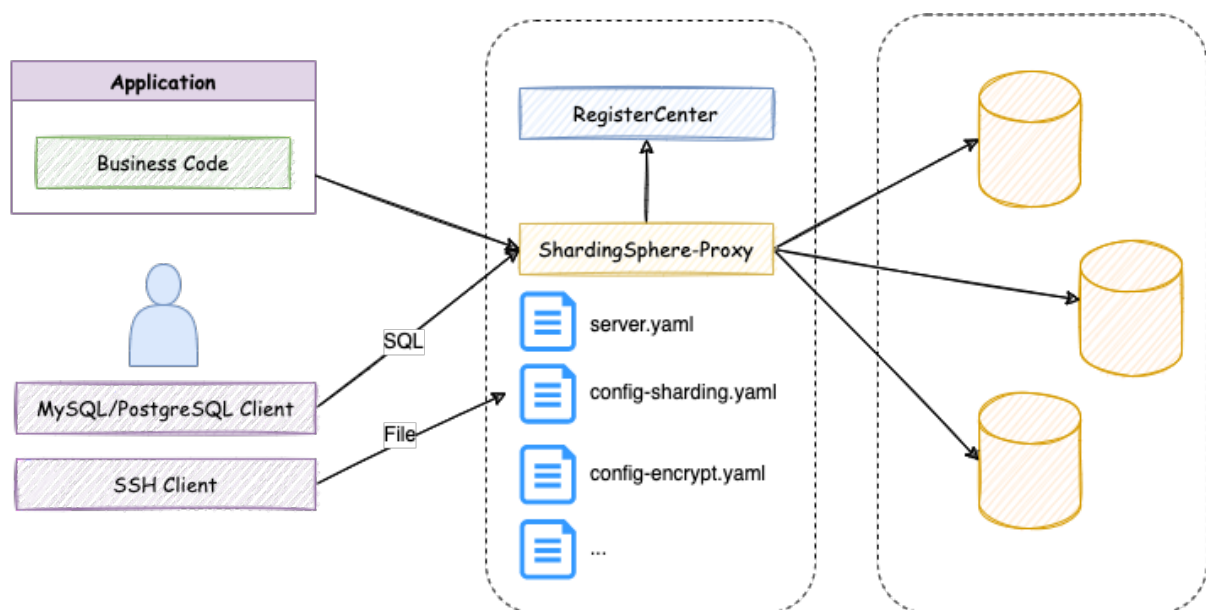 Application
Business Code
MySQL/PostgreSQL Client
SSH Client
SQL
File
RegisterCenter
ShardingSphere-Proxy
server.yaml
config-sharding.yaml
config-encrypt.yaml
...